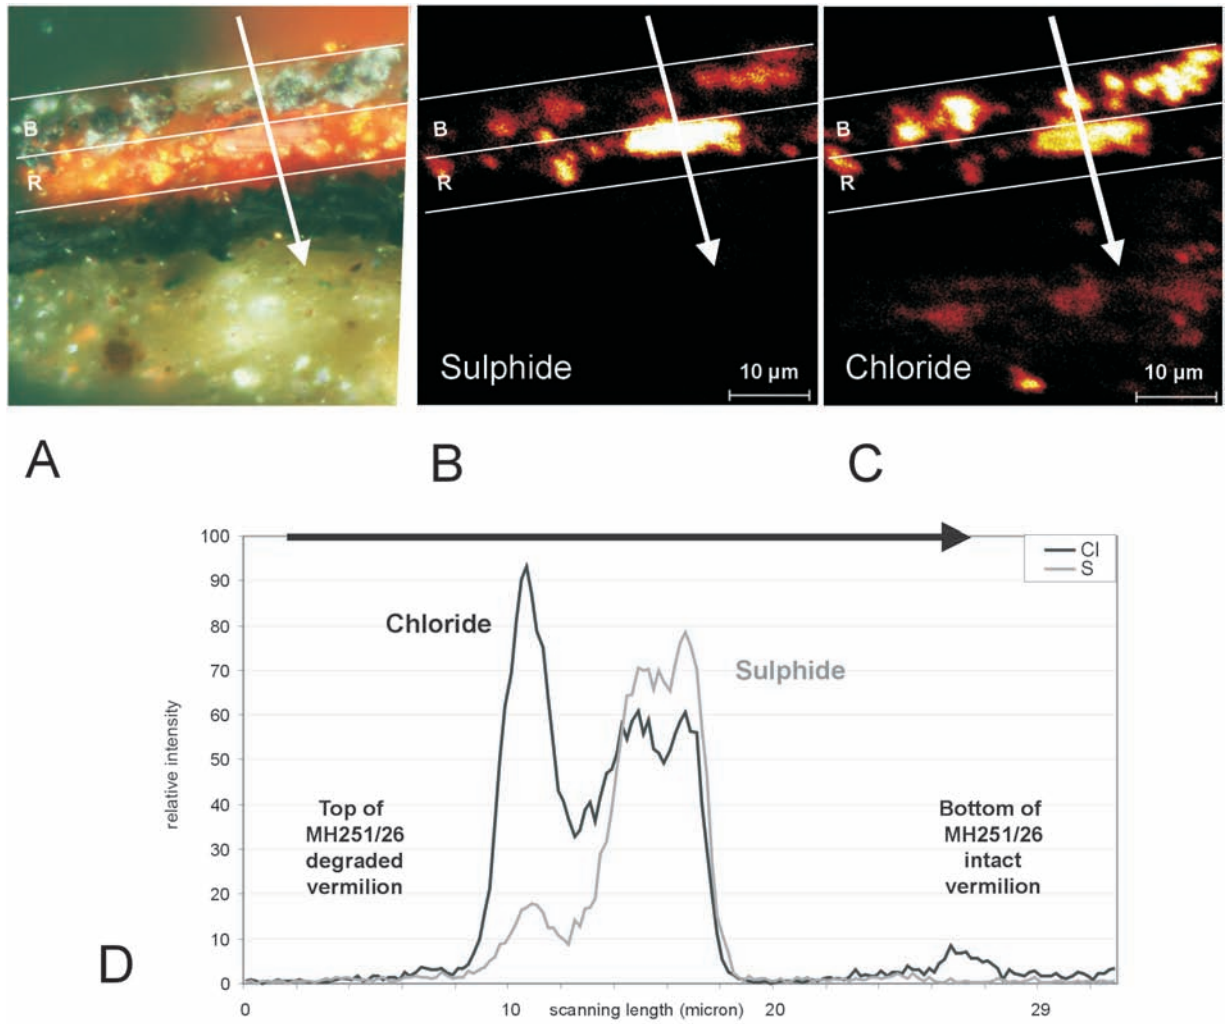 B
R
B
R
Sulphide
10 μm
B
R
Chloride
10 μm
A
B
C
100
90
80
70
60
50
40
30
20
10
0
relative intensity
Cl
S
Chloride
Sulphide
Top of
MH251/26
degraded
vermilion
Bottom of
MH251/26
intact
vermilion
D
0
10
scanning length (micron)
20
29